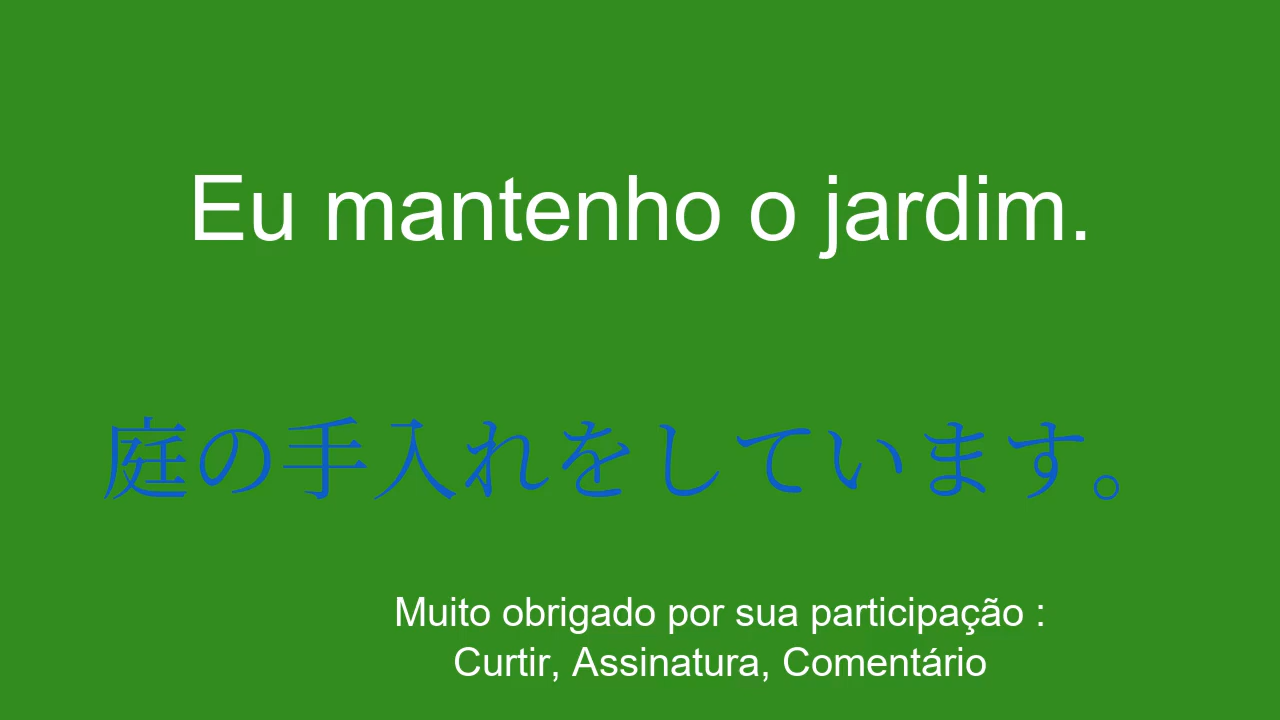 Eu mantenho o jardim.
庭の手入れをしています。
Muito obrigado por sua participação :
Curtir, Assinatura, Comentário